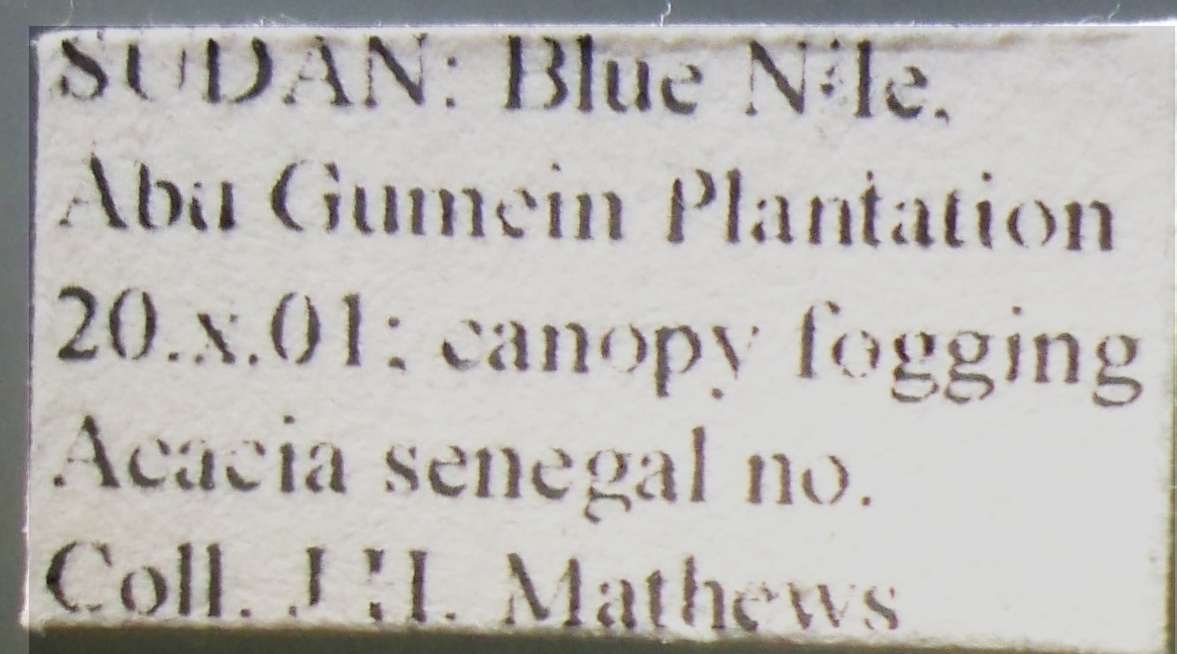 SUDAN: Blue Nile,
Abu Gumein Plantation
20.x.01; canopy fogging
Acacia senegal no.
Coll. J.H. Mathews